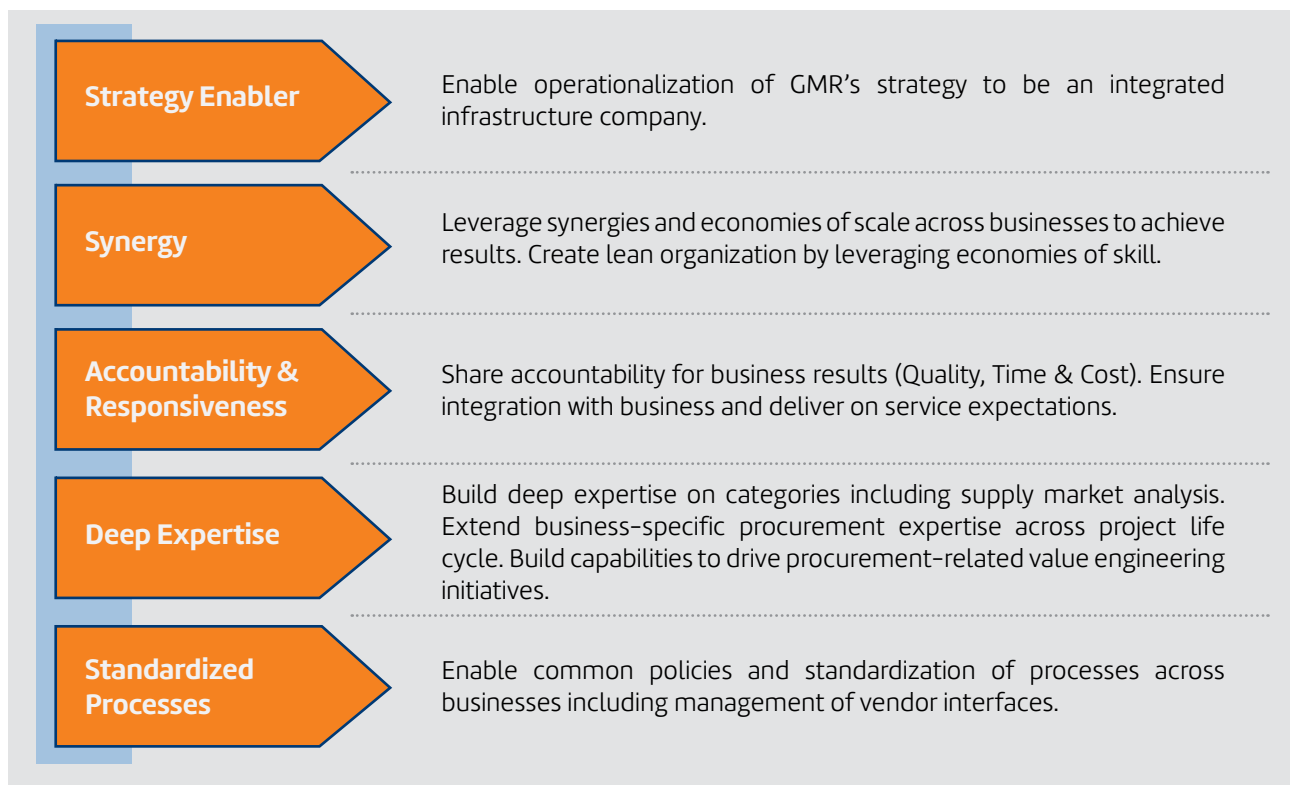 Strategy Enabler
Enable operationalization of GMR's strategy to be an integrated
infrastructure company.
Synergy
Leverage synergies and economies of scale across businesses to achieve
results. Create lean organization by leveraging economies of skill.
Accountability &
Responsiveness
Share accountability for business results (Quality, Time & Cost). Ensure
integration with business and deliver on service expectations.
Deep Expertise
Build deep expertise on categories including supply market analysis.
Extend business-specific procurement expertise across project life
cycle. Build capabilities to drive procurement-related value engineering
initiatives.
Standardized
Processes
Enable common policies and standardization of processes across
businesses including management of vendor interfaces.